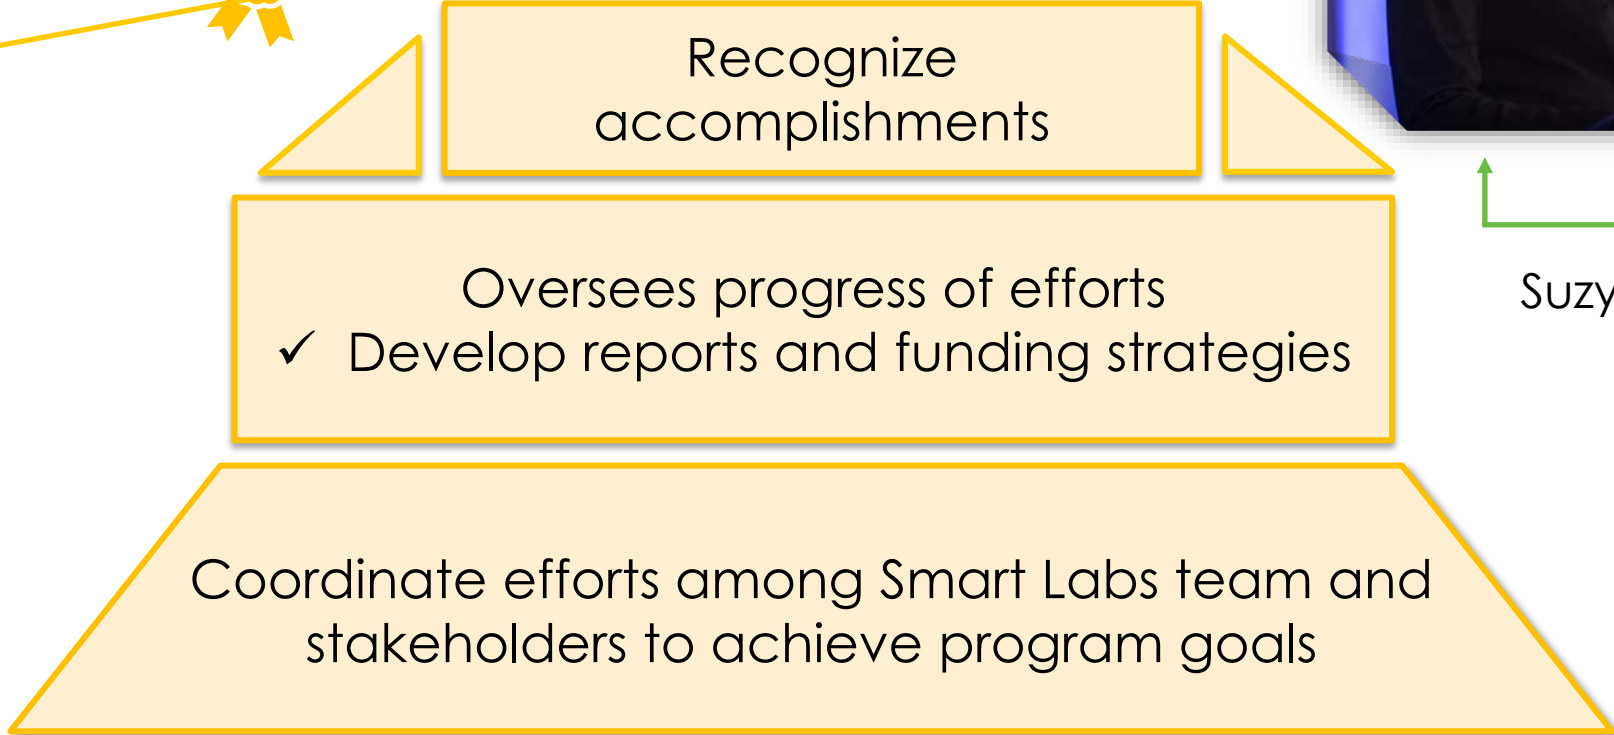 Recognize
accomplishments
Oversees progress of efforts
✓ Develop reports and funding strategies
Suzy
Coordinate efforts among Smart Labs team and
stakeholders to achieve program goals